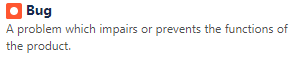 Bug
A problem which impairs or prevents the functions of
the product.